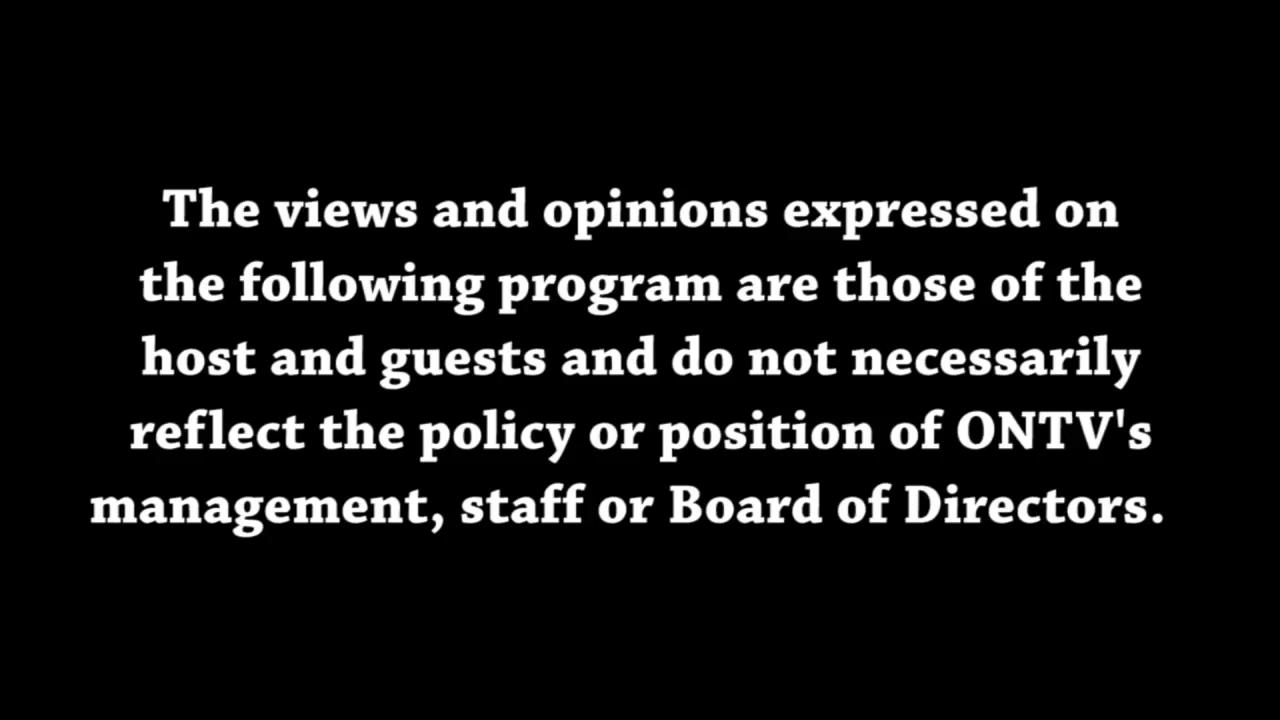 The views and opinions expressed on
the following program are those of the
host and guests and do not necessarily
reflect the policy or position of ONTV's
management, staff or Board of Directors.